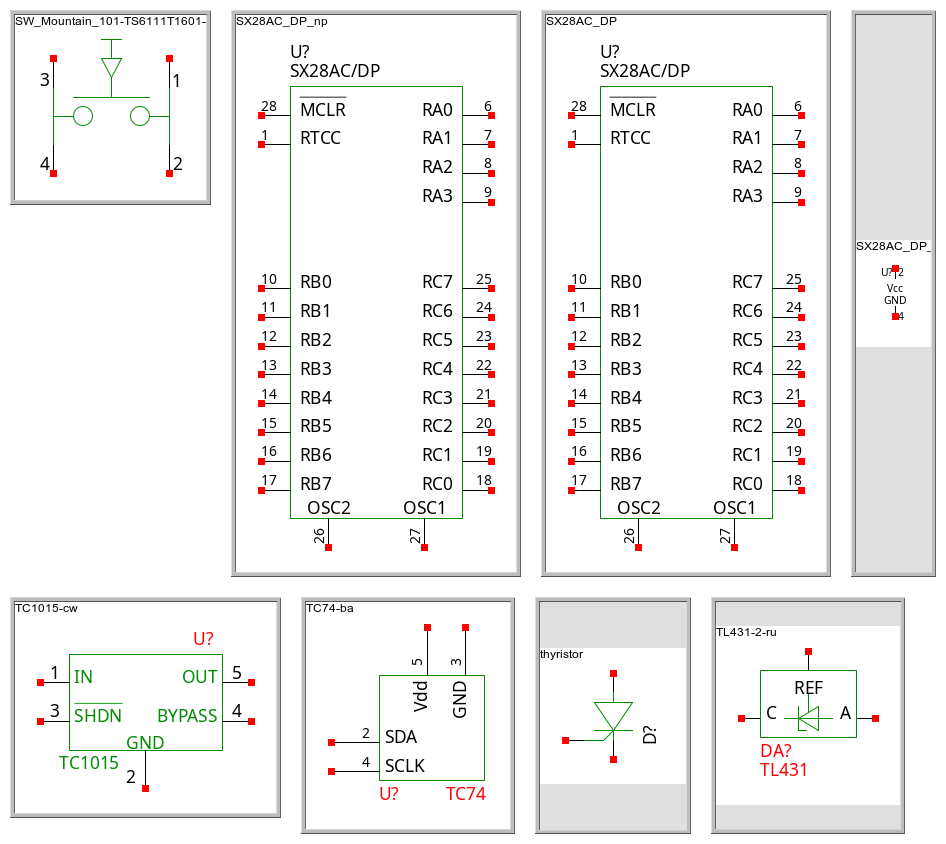 SW_Mountain_101-TS6111T1601-
3
1
4
2
SX28AC_DP_np
U?
SX28AC/DP
28 MCLR RA0 6
1 RTCC RA1 7
RA2 8
RA3 9
10 RB0 RC7 25
11 RB1 RC6 24
12 RB2 RC5 23
13 RB3 RC4 22
14 RB4 RC3 21
15 RB5 RC2 20
16 RB6 RC1 19
17 RB7 RC0 18
OSC2 OSC1
26 27
SX28AC_DP
U?
SX28AC/DP
28 MCLR RA0 6
1 RTCC RA1 7
RA2 8
RA3 9
10 RB0 RC7 25
11 RB1 RC6 24
12 RB2 RC5 23
13 RB3 RC4 22
14 RB4 RC3 21
15 RB5 RC2 20
16 RB6 RC1 19
17 RB7 RC0 18
OSC2 OSC1
26 27
SX28AC_DP_
U? 2
Vcc
GND
4
TC1015-cw
U?
1 IN OUT 5
3 SHDN BYPASS 4
GND
TC1015
2
TC74-ba
5 3
Vdd GND
2 SDA
4 SCLK
U? TC74
thyristor
D?
TL431-2-ru
REF
C A
DA?
TL431